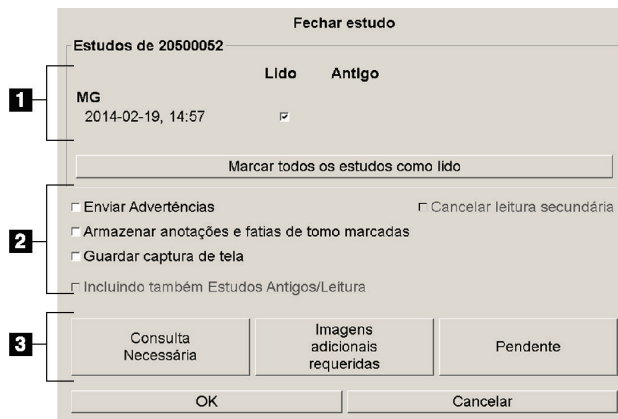 Fechar estudo
Estudos de 20500052
Lido Antigo
1
MG
2014-02-19, 14:57
Marcar todos os estudos como lido
Enviar Advertências Cancelar leitura secundária
2
Armazenar anotações e fatias de tomo marcadas
Guardar captura de tela
Incluindo também Estudos Antigos/Leitura
3
Consulta
Necessária
Imagens
adicionais
requeridas
Pendente
OK Cancelar